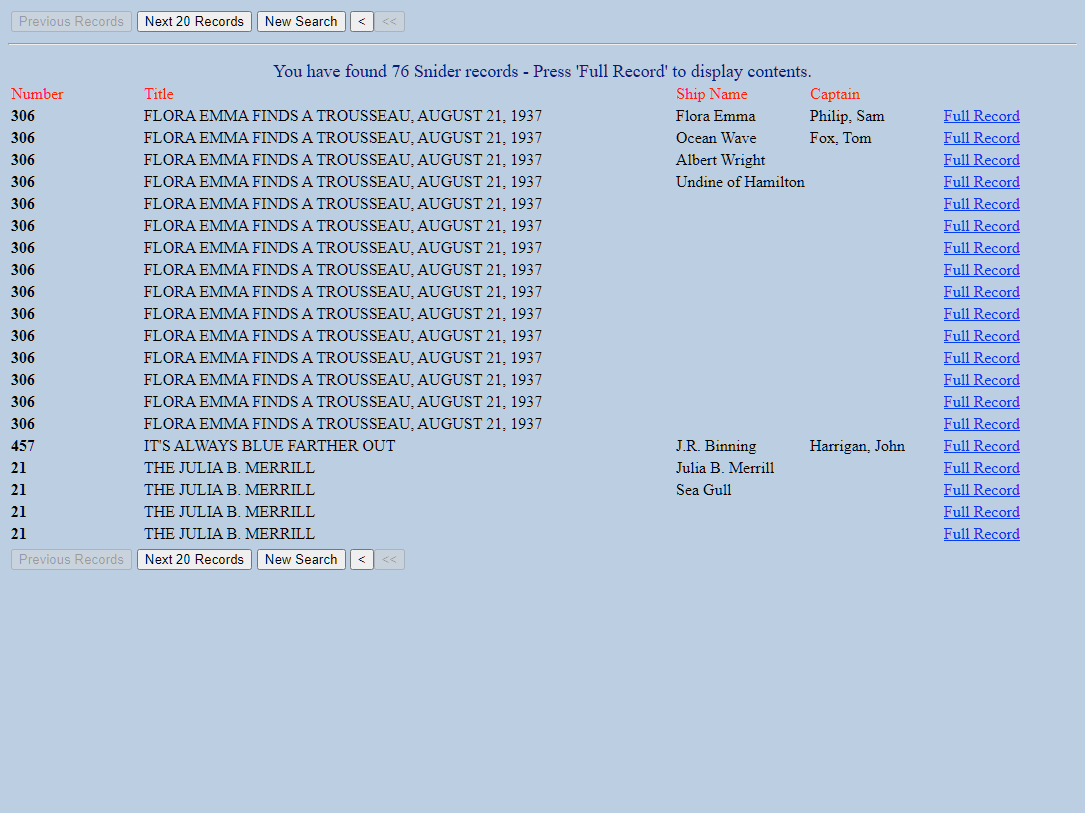 Previous Records Next 20 Records New Search < <<
You have found 76 Snider records - Press 'Full Record' to display contents.
Number Title Ship Name Captain
306 FLORA EMMA FINDS A TROUSSEAU, AUGUST 21, 1937 Flora Emma Philip, Sam Full Record
306 FLORA EMMA FINDS A TROUSSEAU, AUGUST 21, 1937 Ocean Wave Fox, Tom Full Record
306 FLORA EMMA FINDS A TROUSSEAU, AUGUST 21, 1937 Albert Wright Full Record
306 FLORA EMMA FINDS A TROUSSEAU, AUGUST 21, 1937 Undine of Hamilton Full Record
306 FLORA EMMA FINDS A TROUSSEAU, AUGUST 21, 1937 Full Record
306 FLORA EMMA FINDS A TROUSSEAU, AUGUST 21, 1937 Full Record
306 FLORA EMMA FINDS A TROUSSEAU, AUGUST 21, 1937 Full Record
306 FLORA EMMA FINDS A TROUSSEAU, AUGUST 21, 1937 Full Record
306 FLORA EMMA FINDS A TROUSSEAU, AUGUST 21, 1937 Full Record
306 FLORA EMMA FINDS A TROUSSEAU, AUGUST 21, 1937 Full Record
306 FLORA EMMA FINDS A TROUSSEAU, AUGUST 21, 1937 Full Record
306 FLORA EMMA FINDS A TROUSSEAU, AUGUST 21, 1937 Full Record
306 FLORA EMMA FINDS A TROUSSEAU, AUGUST 21, 1937 Full Record
306 FLORA EMMA FINDS A TROUSSEAU, AUGUST 21, 1937 Full Record
306 FLORA EMMA FINDS A TROUSSEAU, AUGUST 21, 1937 Full Record
457 IT'S ALWAYS BLUE FARTHER OUT J.R. Binning Harrigan, John Full Record
21 THE JULIA B. MERRILL Julia B. Merrill Full Record
21 THE JULIA B. MERRILL Sea Gull Full Record
21 THE JULIA B. MERRILL Full Record
21 THE JULIA B. MERRILL Full Record
Previous Records Next 20 Records New Search < <<